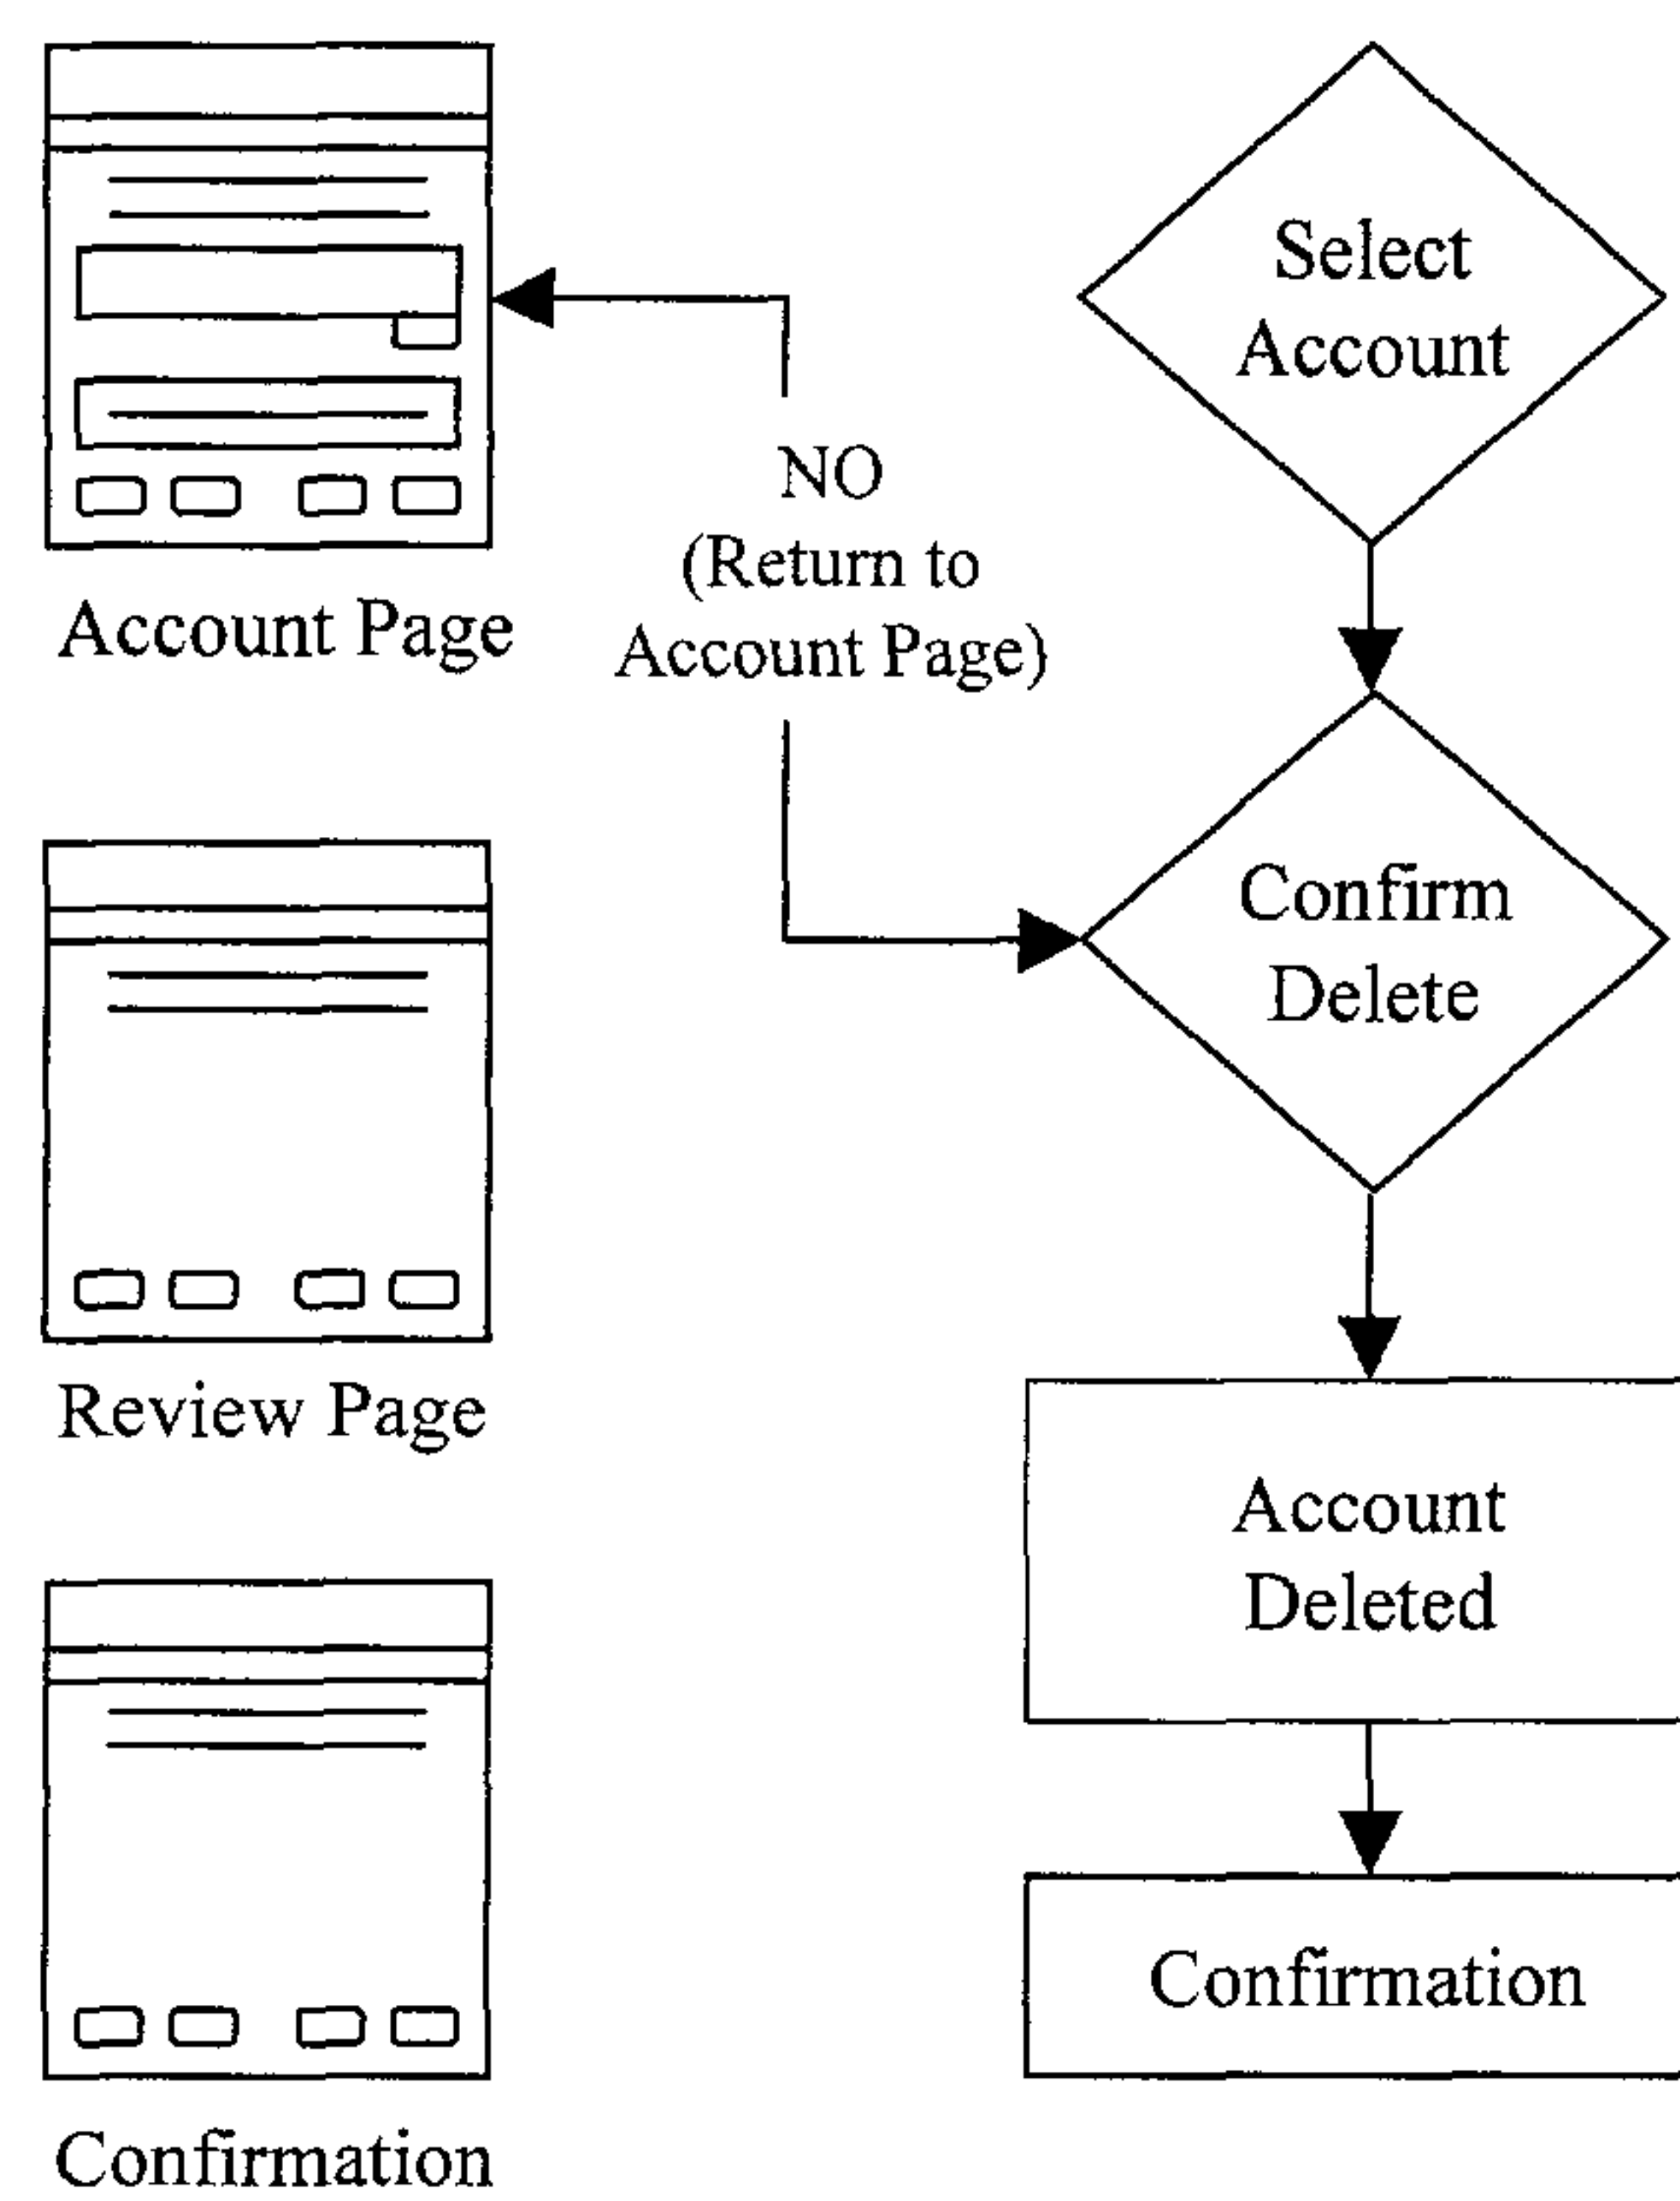 Select
Account
NO
(Return to
Account Page)
Account Page
Confirm
Delete
Review Page
Account
Deleted
Confirmation
Confirmation